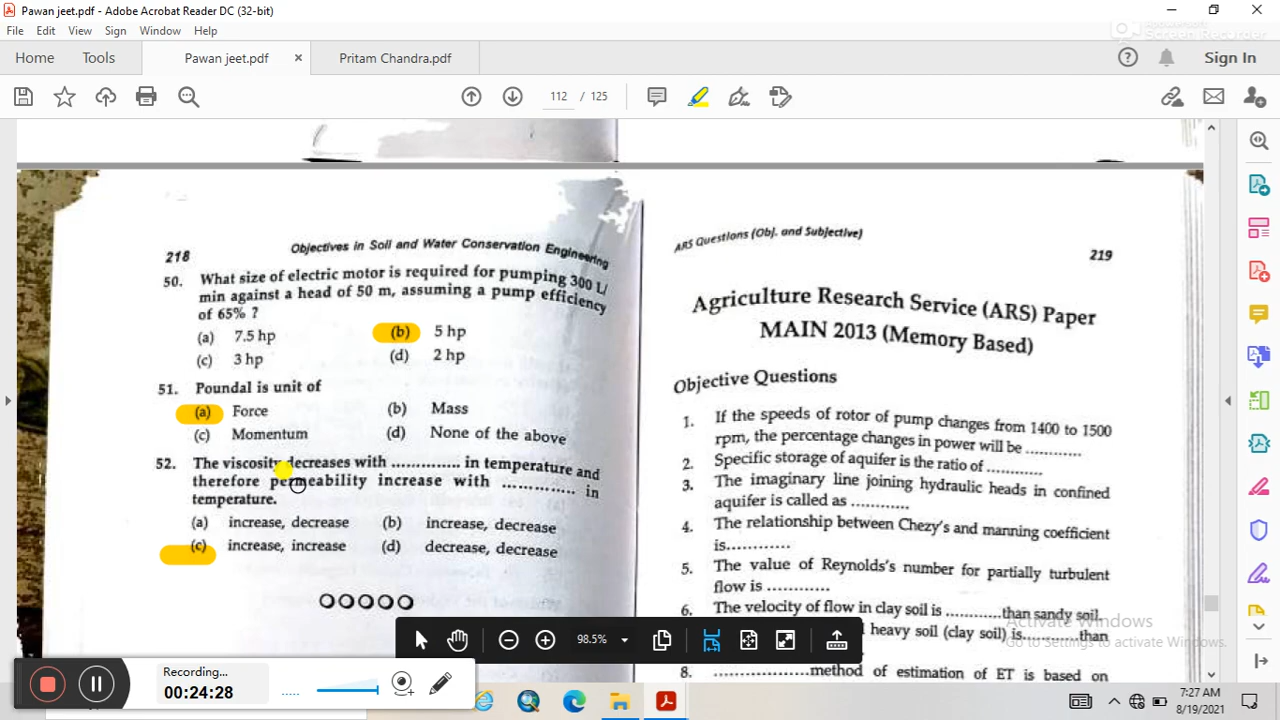 Pawan jeet.pdf - Adobe Acrobat Reader DC (32-bit)
File Edit View Sign Window Help
Home Tools Pawan jeet.pdf × Pritam Chandra.pdf Sign In
112 / 125
218 Objectives in Soil and Water Conservation Engineering
50. What size of electric motor is required for pumping 300 L/
min against a head of 50 m, assuming a pump efficiency
of 65% ?
(a) 7.5 hp (b) 5 hp
(c) 3 hp (d) 2 hp
51. Poundal is unit of
(a) Force (b) Mass
(c) Momentum (d) None of the above
52. The viscosity decreases with .............. in temperature and
therefore permeability increase with .............. in
temperature.
(a) increase, decrease (b) increase, decrease
(c) increase, increase (d) decrease, decrease
ARS Questions (Obj. and Subjective)
219
Agriculture Research Service (ARS) Paper
MAIN 2013 (Memory Based)
Objective Questions
1. If the speeds of rotor of pump changes from 1400 to 1500
rpm, the percentage changes in power will be ...........
2. Specific storage of aquifer is the ratio of ...........
3. The imaginary line joining hydraulic heads in confined
aquifer is called as ...........
4. The relationship between Chezy's and manning coefficient
is............
5. The value of Reynolds's number for partially turbulent
flow is ............
6. The velocity of flow in clay soil is ...........than sandy soil
heavy soil (clay soil) is...........than
8. ...................method of estimation of ET is based on
98.5%
Activate Windows
Go to Settings to activate Windows.
Recording...
00:24:28
7:27 AM
8/19/2021
Screen Recorder